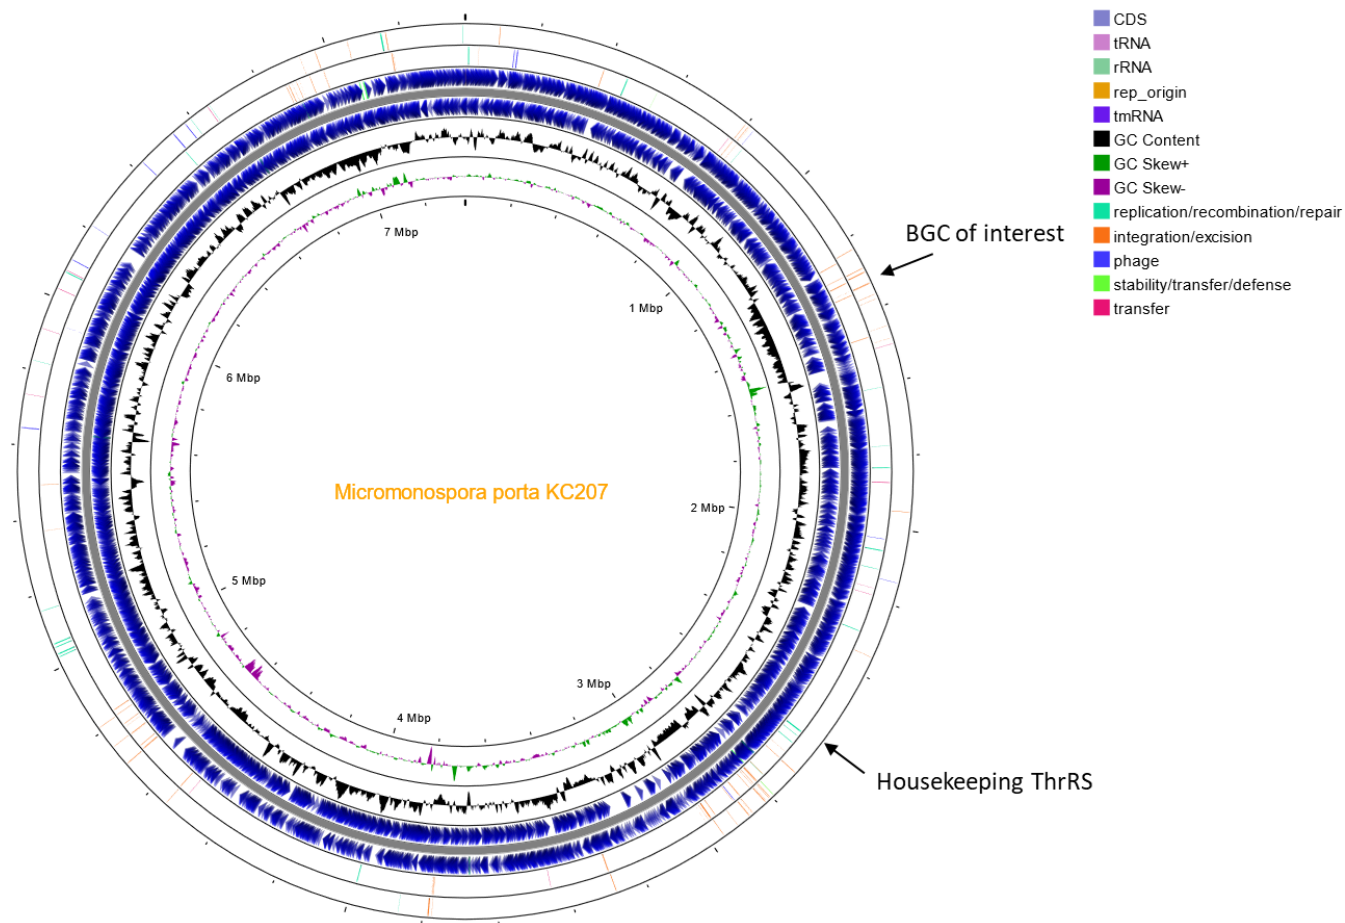 CDS
tRNA
rRNA
rep_origin
tmRNA
GC Content
GC Skew+
GC Skew-
replication/recombination/repair
integration/excision
phage
stability/transfer/defense
transfer
7 Mbp
BGC of interest
1 Mbp
6 Mbp
Micromonospora porta KC207
2 Mbp
5 Mbp
3 Mbp
4 Mbp
Housekeeping ThrRS